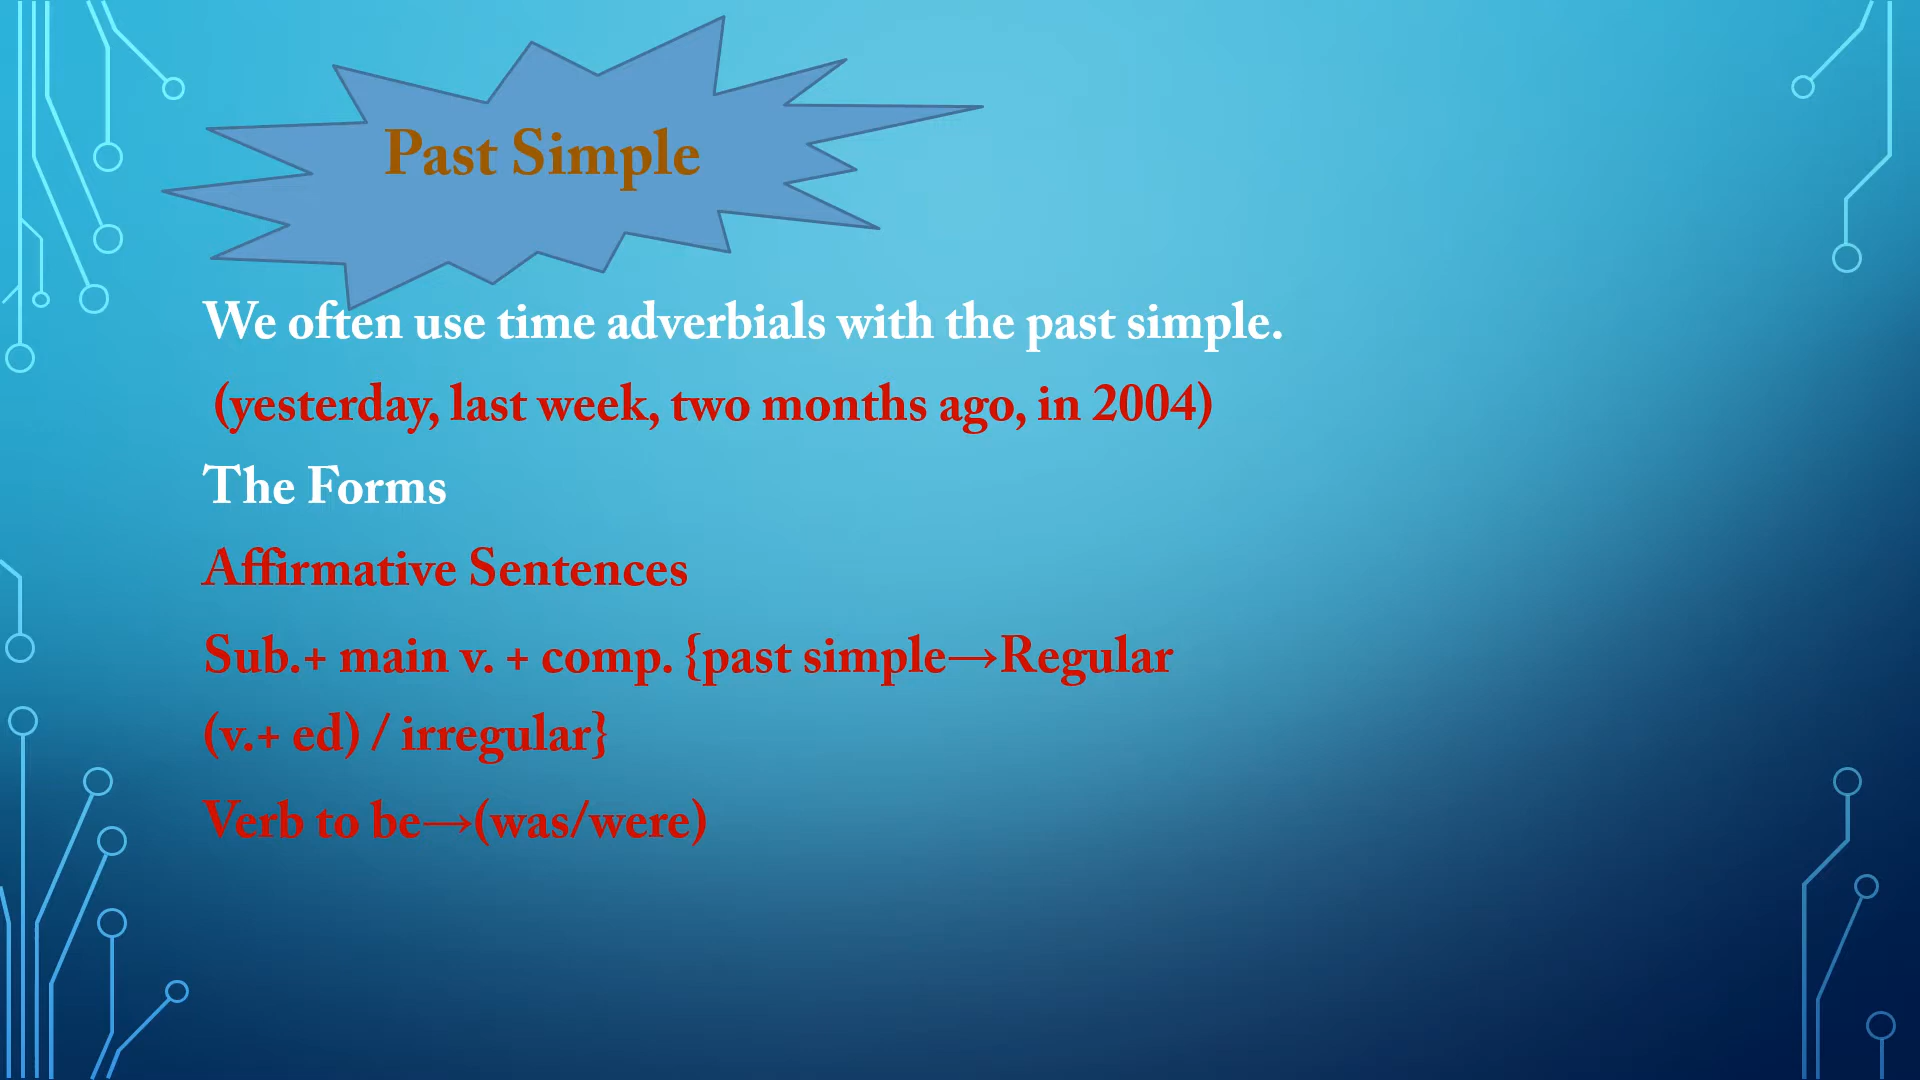 Past Simple
We often use time adverbials with the past simple.
(yesterday, last week, two months ago, in 2004)
The Forms
Affirmative Sentences
Sub.+ main v. + comp. {past simple→Regular
(v.+ ed) / irregular}
Verb to be→(was/were)